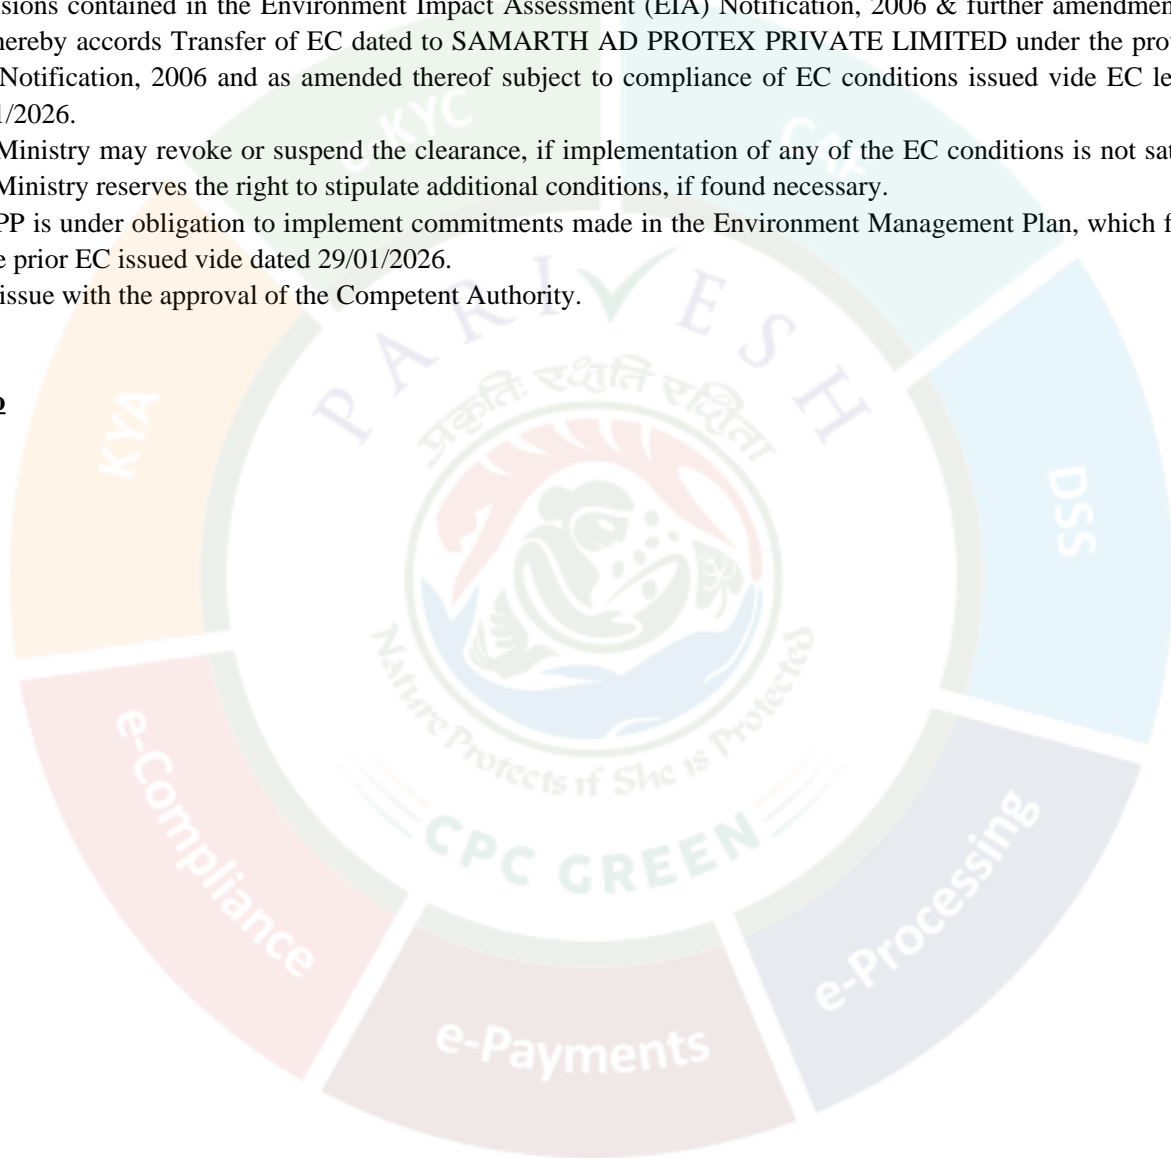 sions contained in the Environment Impact Assessment (EIA) Notification, 2006 & further amendmen
hereby accords Transfer of EC dated to SAMARTH AD PROTEX PRIVATE LIMITED under the prov
Notification, 2006 and as amended thereof subject to compliance of EC conditions issued vide EC le
1/2026.
Ministry may revoke or suspend the clearance, if implementation of any of the EC conditions is not sat
Ministry reserves the right to stipulate additional conditions, if found necessary.
PP is under obligation to implement commitments made in the Environment Management Plan, which f
e prior EC issued vide dated 29/01/2026.
issue with the approval of the Competent Authority.
o
e-KYC
CAF
PARIVESH
प्रकृतिः रक्षति रक्षिता
KYA
DSS
Nature Protects if She is Protected
CPC GREEN
e-Compliance
e-Processing
e-Payments